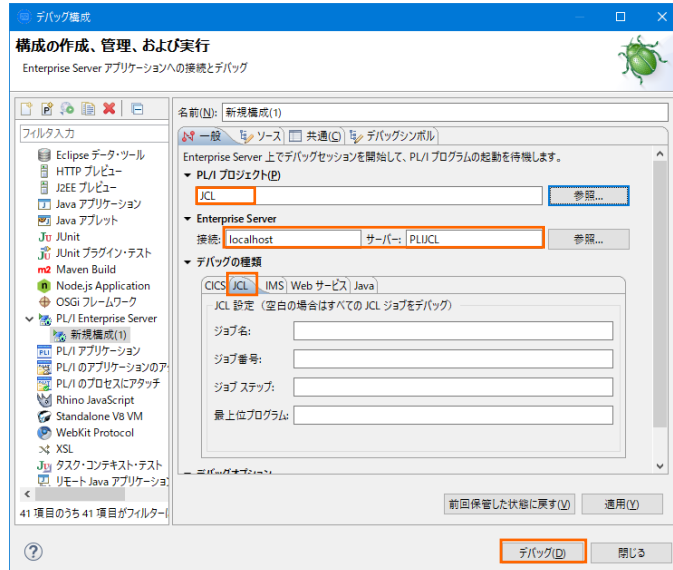 デバッグ構成
構成の作成、管理、および実行
Enterprise Server アプリケーションへの接続とデバッグ
フィルタ入力
Eclipse データ・ツール
HTTP プレビュー
J2EE プレビュー
Java アプリケーション
Java アプレット
Ju JUnit
JUnit プラグイン・テスト
m2 Maven Build
Node.js Application
OSGi フレームワーク
PL/I Enterprise Server
新規構成(1)
PLI PL/I アプリケーション
PL/I のアプリケーションのア
PL/I のプロセスにアタッチ
Rhino JavaScript
Standalone V8 VM
WebKit Protocol
XSL
Ju タスク・コンテキスト・テスト
リモート Java アプリケーショ
41 項目のうち 41 項目がフィルター
名前(N): 新規構成(1)
一般 ソース 共通(C) デバッグシンボル
Enterprise Server 上でデバッグセッションを開始して、PL/I プログラムの起動を待機します。
PL/I プロジェクト(P)
JCL 参照...
Enterprise Server
接続: localhost サーバー: PLIJCL 参照...
デバッグの種類
CICS JCL IMS Web サービス Java
JCL 設定 （空白の場合はすべての JCL ジョブをデバッグ）
ジョブ名:
ジョブ番号:
ジョブ ステップ:
最上位プログラム:
デバッグオプション
前回保管した状態に戻す(V) 適用(Y)
? デバッグ(D) 閉じる